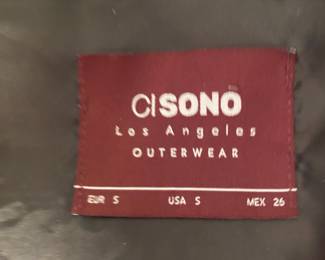 CISONO
Los Angeles
OUTERWEAR
EUR S USA S MEX 26